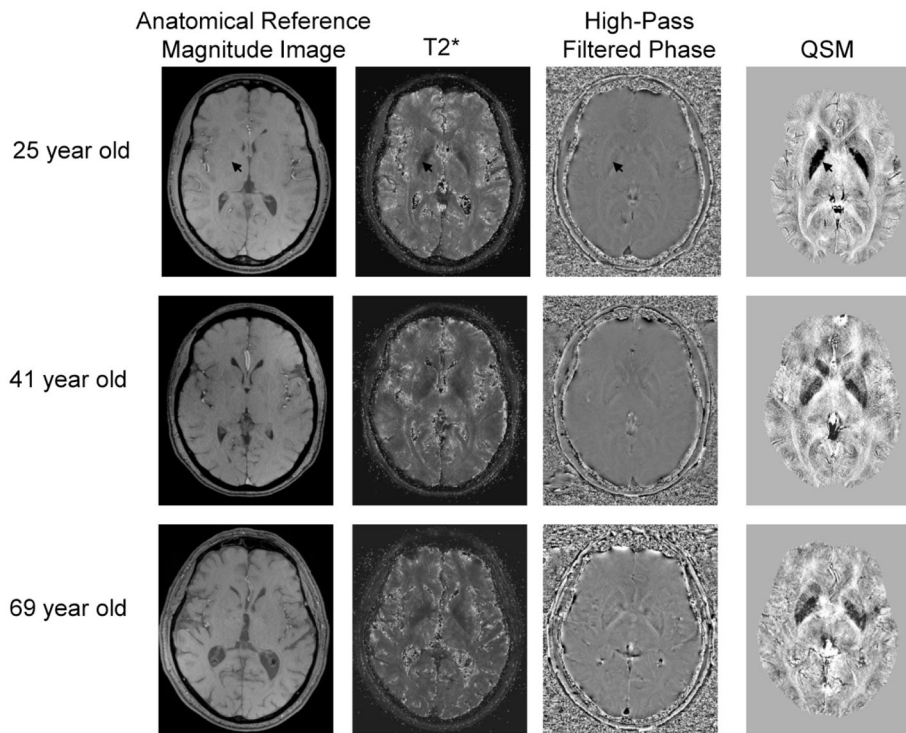 Anatomical Reference
Magnitude Image
T2*
High-Pass
Filtered Phase
QSM
25 year old
41 year old
69 year old